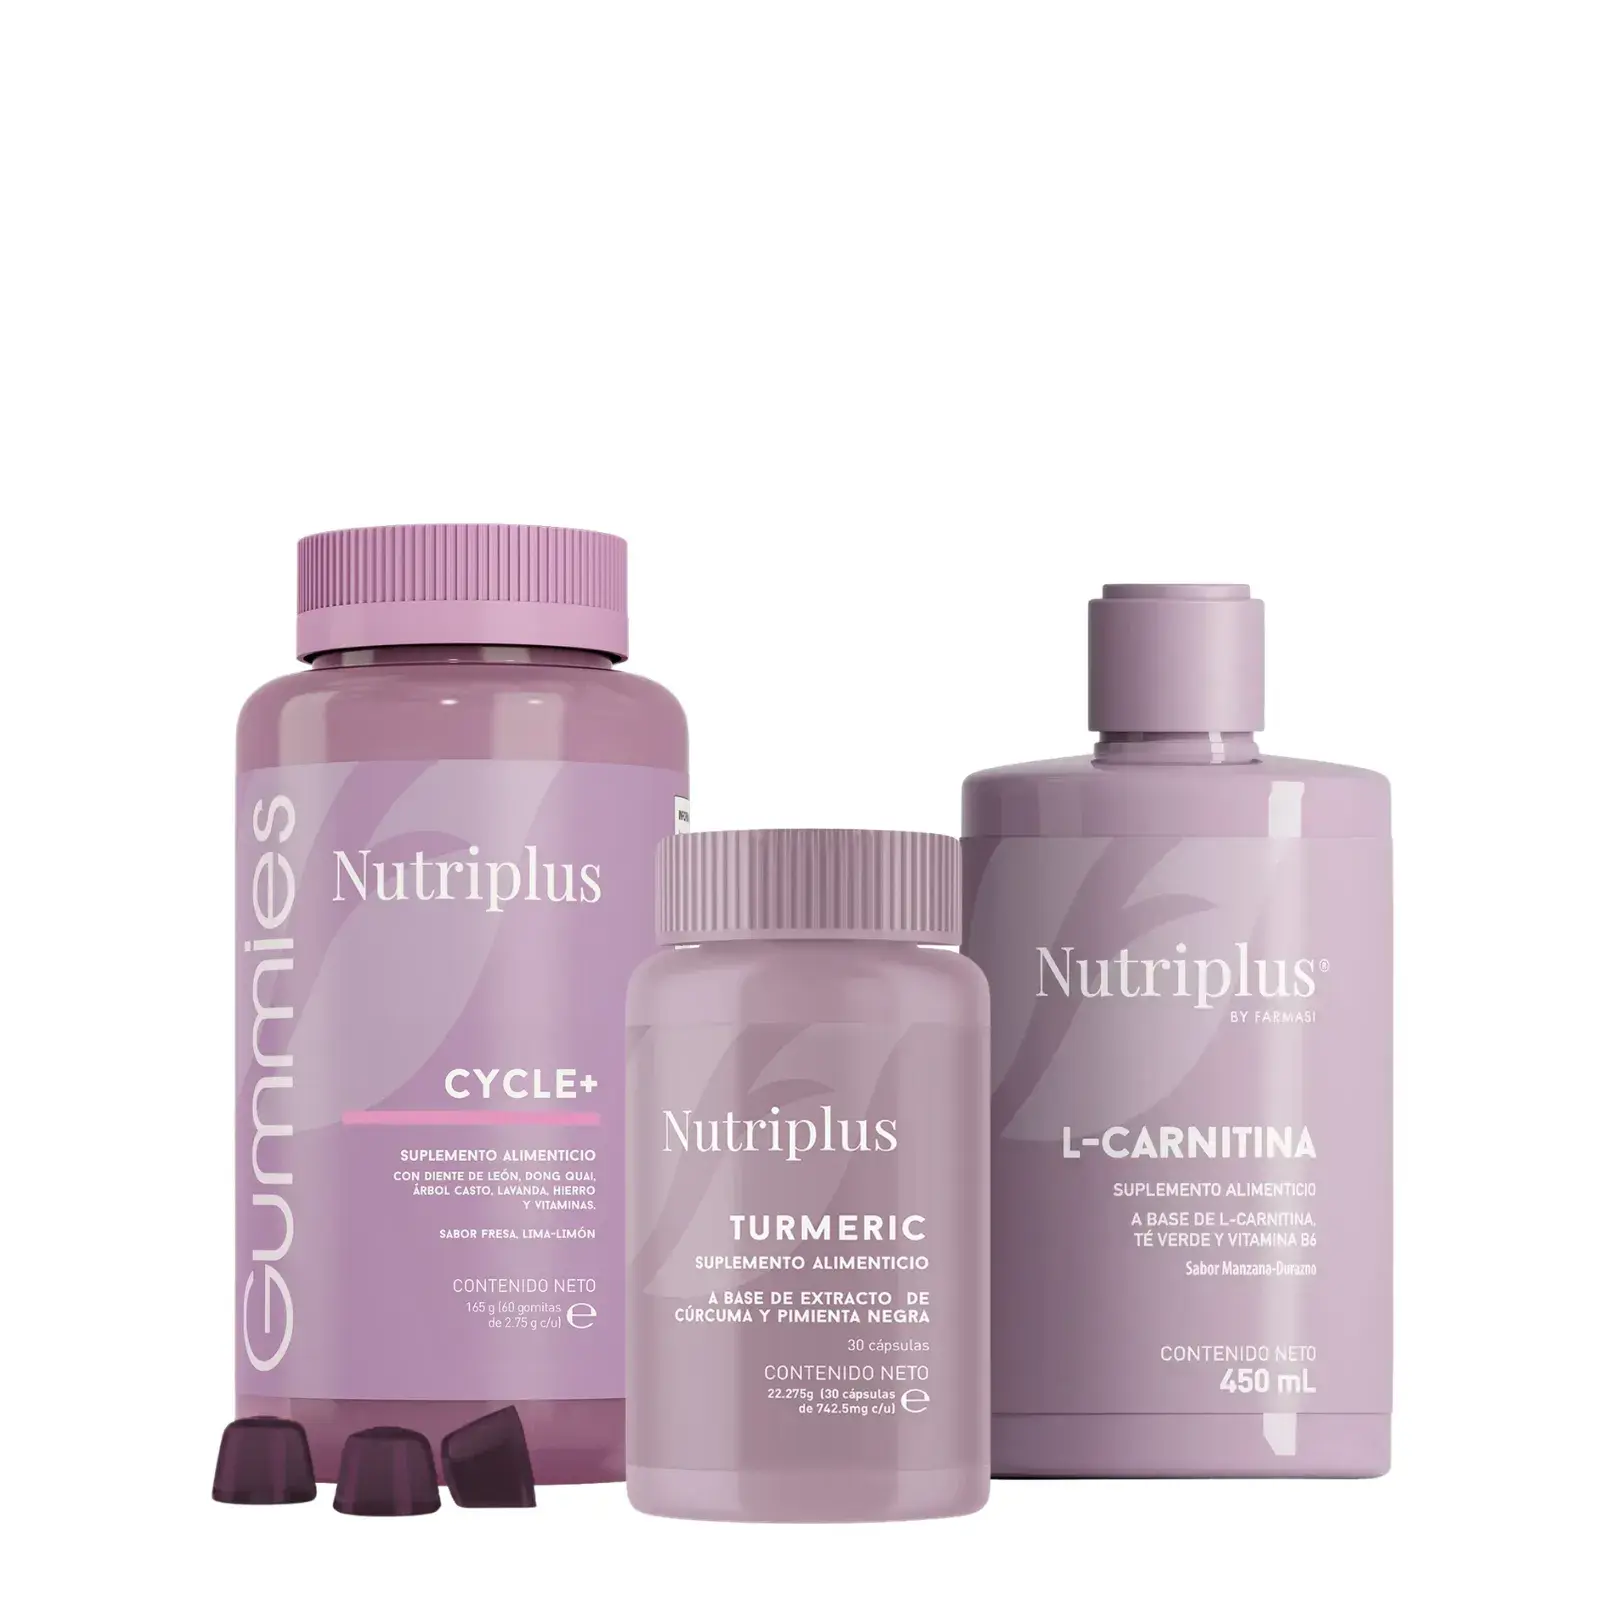 Gummies
Nutriplus
CYCLE+
SUPLEMENTO ALIMENTICIO
CON DIENTE DE LEÓN, DONG QUAI,
ÁRBOL CASTO, LAVANDA, HIERRO
Y VITAMINAS.
SABOR FRESA, LIMA-LIMÓN
CONTENIDO NETO
165 g (60 gomitas
de 2.75 g c/u) e
Nutriplus
TURMERIC
SUPLEMENTO ALIMENTICIO
A BASE DE EXTRACTO DE
CÚRCUMA Y PIMIENTA NEGRA
30 cápsulas
CONTENIDO NETO
22.275g (30 cápsulas
de 742.5mg c/u) e
Nutriplus®
BY FARMASI
L-CARNITINA
SUPLEMENTO ALIMENTICIO
A BASE DE L-CARNITINA,
TÉ VERDE Y VITAMINA B6
Sabor Manzana-Durazno
CONTENIDO NETO
450 mL